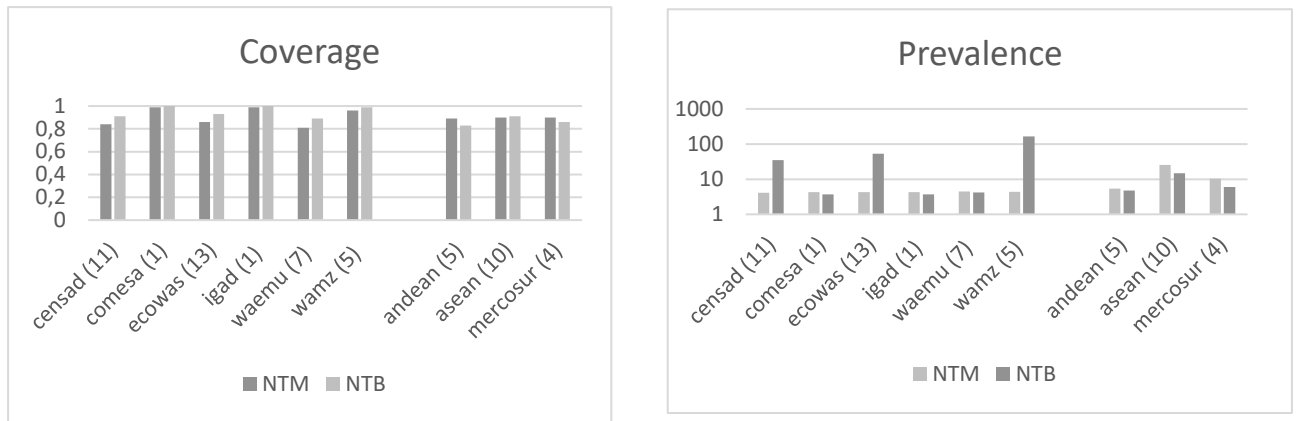 Coverage
1
0,8
0,6
0,4
0,2
0
censad (11)
comesa (1)
ecowas (13)
igad (1)
waemu (7)
wamz (5)
andean (5)
asean (10)
mercosur (4)
NTM NTB
Prevalence
1000
100
10
1
censad (11)
comesa (1)
ecowas (13)
igad (1)
waemu (7)
wamz (5)
andean (5)
asean (10)
mercosur (4)
NTM NTB